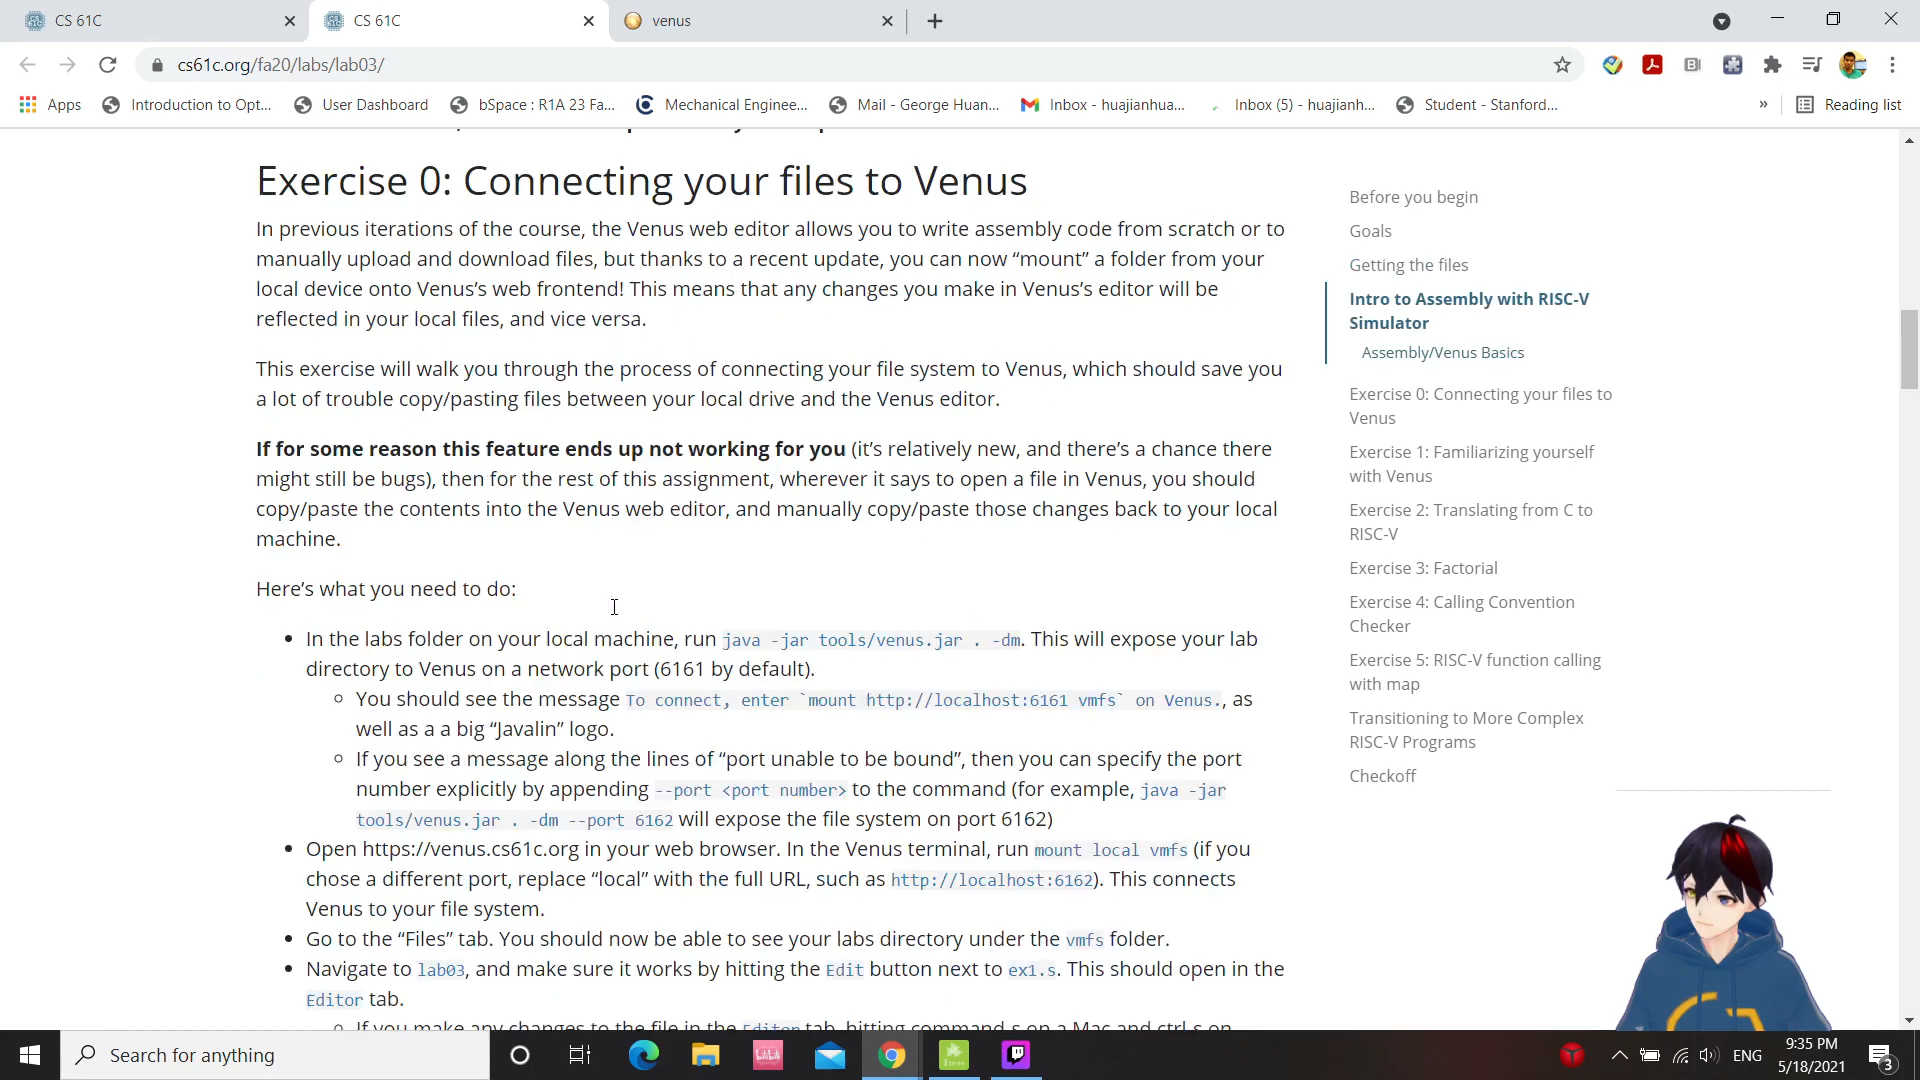 CS 61C
CS 61C
venus
cs61c.org/fa20/labs/lab03/
Apps
Introduction to Opt...
User Dashboard
bSpace : R1A 23 Fa...
Mechanical Enginee...
Mail - George Huan...
Inbox - huajianhua...
Inbox (5) - huajianh...
Student - Stanford...
»
Reading list
Exercise 0: Connecting your files to Venus
In previous iterations of the course, the Venus web editor allows you to write assembly code from scratch or to
manually upload and download files, but thanks to a recent update, you can now “mount” a folder from your
local device onto Venus’s web frontend! This means that any changes you make in Venus’s editor will be
reflected in your local files, and vice versa.
This exercise will walk you through the process of connecting your file system to Venus, which should save you
a lot of trouble copy/pasting files between your local drive and the Venus editor.
If for some reason this feature ends up not working for you (it’s relatively new, and there’s a chance there
might still be bugs), then for the rest of this assignment, wherever it says to open a file in Venus, you should
copy/paste the contents into the Venus web editor, and manually copy/paste those changes back to your local
machine.
Here’s what you need to do:
In the labs folder on your local machine, run java -jar tools/venus.jar . -dm. This will expose your lab
directory to Venus on a network port (6161 by default).
You should see the message To connect, enter `mount http://localhost:6161 vmfs` on Venus., as
well as a a big “Javalin” logo.
If you see a message along the lines of “port unable to be bound”, then you can specify the port
number explicitly by appending --port <port number> to the command (for example, java -jar
tools/venus.jar . -dm --port 6162 will expose the file system on port 6162)
Open https://venus.cs61c.org in your web browser. In the Venus terminal, run mount local vmfs (if you
chose a different port, replace “local” with the full URL, such as http://localhost:6162). This connects
Venus to your file system.
Go to the “Files” tab. You should now be able to see your labs directory under the vmfs folder.
Navigate to lab03, and make sure it works by hitting the Edit button next to ex1.s. This should open in the
Editor tab.
If you make any changes to the file in the Editor tab, hitting command-s on a Mac and ctrl-s on
Before you begin
Goals
Getting the files
Intro to Assembly with RISC-V
Simulator
Assembly/Venus Basics
Exercise 0: Connecting your files to
Venus
Exercise 1: Familiarizing yourself
with Venus
Exercise 2: Translating from C to
RISC-V
Exercise 3: Factorial
Exercise 4: Calling Convention
Checker
Exercise 5: RISC-V function calling
with map
Transitioning to More Complex
RISC-V Programs
Checkoff
Search for anything
ENG
9:35 PM
5/18/2021
3